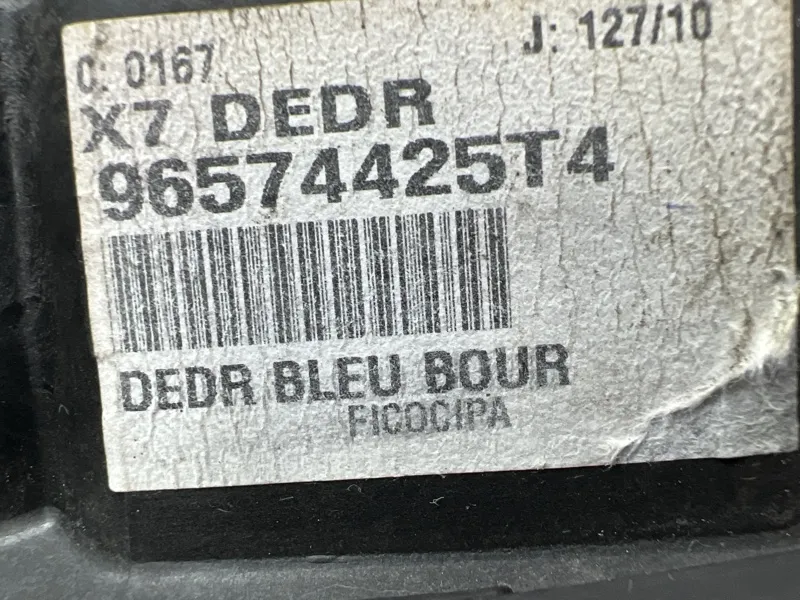 C: 0167 J: 127/10
X7 DEDR
96574425T4
DEDR BLEU BOUR
FICOCIPA